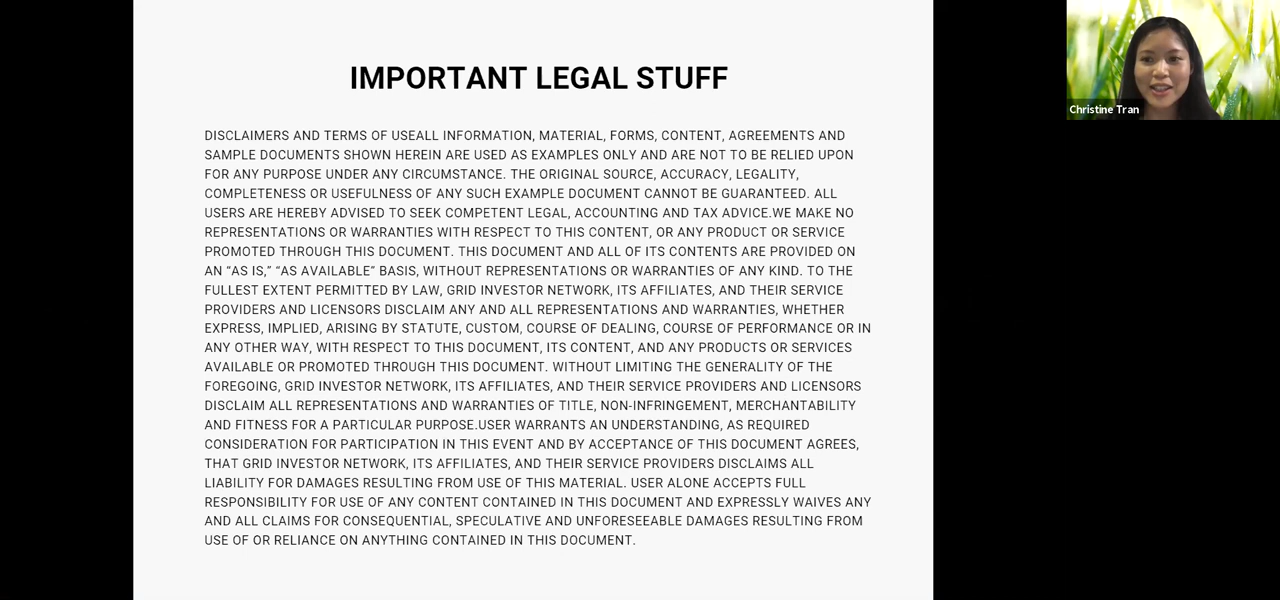 IMPORTANT LEGAL STUFF
DISCLAIMERS AND TERMS OF USEALL INFORMATION, MATERIAL, FORMS, CONTENT, AGREEMENTS AND
SAMPLE DOCUMENTS SHOWN HEREIN ARE USED AS EXAMPLES ONLY AND ARE NOT TO BE RELIED UPON
FOR ANY PURPOSE UNDER ANY CIRCUMSTANCE. THE ORIGINAL SOURCE, ACCURACY, LEGALITY,
COMPLETENESS OR USEFULNESS OF ANY SUCH EXAMPLE DOCUMENT CANNOT BE GUARANTEED. ALL
USERS ARE HEREBY ADVISED TO SEEK COMPETENT LEGAL, ACCOUNTING AND TAX ADVICE.WE MAKE NO
REPRESENTATIONS OR WARRANTIES WITH RESPECT TO THIS CONTENT, OR ANY PRODUCT OR SERVICE
PROMOTED THROUGH THIS DOCUMENT. THIS DOCUMENT AND ALL OF ITS CONTENTS ARE PROVIDED ON
AN “AS IS,” “AS AVAILABLE” BASIS, WITHOUT REPRESENTATIONS OR WARRANTIES OF ANY KIND. TO THE
FULLEST EXTENT PERMITTED BY LAW, GRID INVESTOR NETWORK, ITS AFFILIATES, AND THEIR SERVICE
PROVIDERS AND LICENSORS DISCLAIM ANY AND ALL REPRESENTATIONS AND WARRANTIES, WHETHER
EXPRESS, IMPLIED, ARISING BY STATUTE, CUSTOM, COURSE OF DEALING, COURSE OF PERFORMANCE OR IN
ANY OTHER WAY, WITH RESPECT TO THIS DOCUMENT, ITS CONTENT, AND ANY PRODUCTS OR SERVICES
AVAILABLE OR PROMOTED THROUGH THIS DOCUMENT. WITHOUT LIMITING THE GENERALITY OF THE
FOREGOING, GRID INVESTOR NETWORK, ITS AFFILIATES, AND THEIR SERVICE PROVIDERS AND LICENSORS
DISCLAIM ALL REPRESENTATIONS AND WARRANTIES OF TITLE, NON-INFRINGEMENT, MERCHANTABILITY
AND FITNESS FOR A PARTICULAR PURPOSE.USER WARRANTS AN UNDERSTANDING, AS REQUIRED
CONSIDERATION FOR PARTICIPATION IN THIS EVENT AND BY ACCEPTANCE OF THIS DOCUMENT AGREES,
THAT GRID INVESTOR NETWORK, ITS AFFILIATES, AND THEIR SERVICE PROVIDERS DISCLAIMS ALL
LIABILITY FOR DAMAGES RESULTING FROM USE OF THIS MATERIAL. USER ALONE ACCEPTS FULL
RESPONSIBILITY FOR USE OF ANY CONTENT CONTAINED IN THIS DOCUMENT AND EXPRESSLY WAIVES ANY
AND ALL CLAIMS FOR CONSEQUENTIAL, SPECULATIVE AND UNFORESEEABLE DAMAGES RESULTING FROM
USE OF OR RELIANCE ON ANYTHING CONTAINED IN THIS DOCUMENT.
Christine Tran